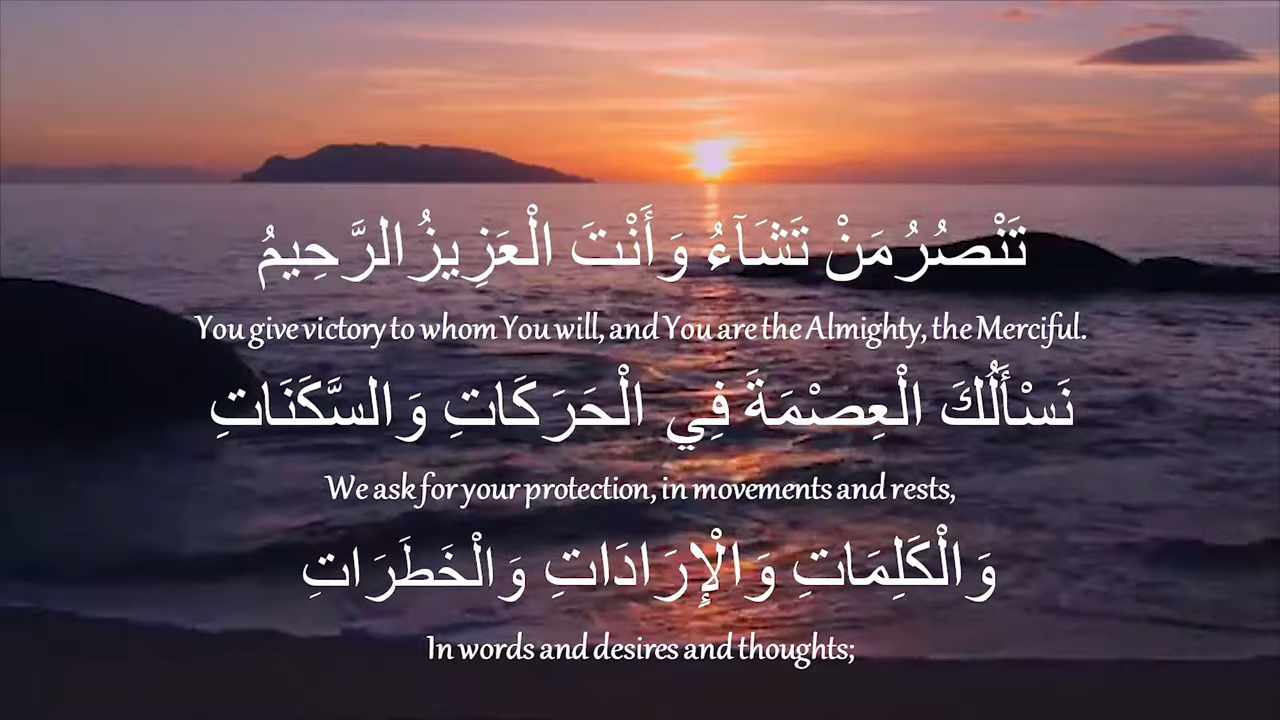 تَنْصُرُ مَنْ تَشَآءُ وَأَنْتَ الْعَزِيزُ الرَّحِيمُ
You give victory to whom You will, and You are the Almighty, the Merciful.
نَسْأَلُكَ الْعِصْمَةَ فِي الْحَرَكَاتِ وَالسَّكَنَاتِ
We ask for your protection, in movements and rests,
وَالْكَلِمَاتِ وَالْإِرَادَاتِ وَالْخَطَرَاتِ
In words and desires and thoughts;